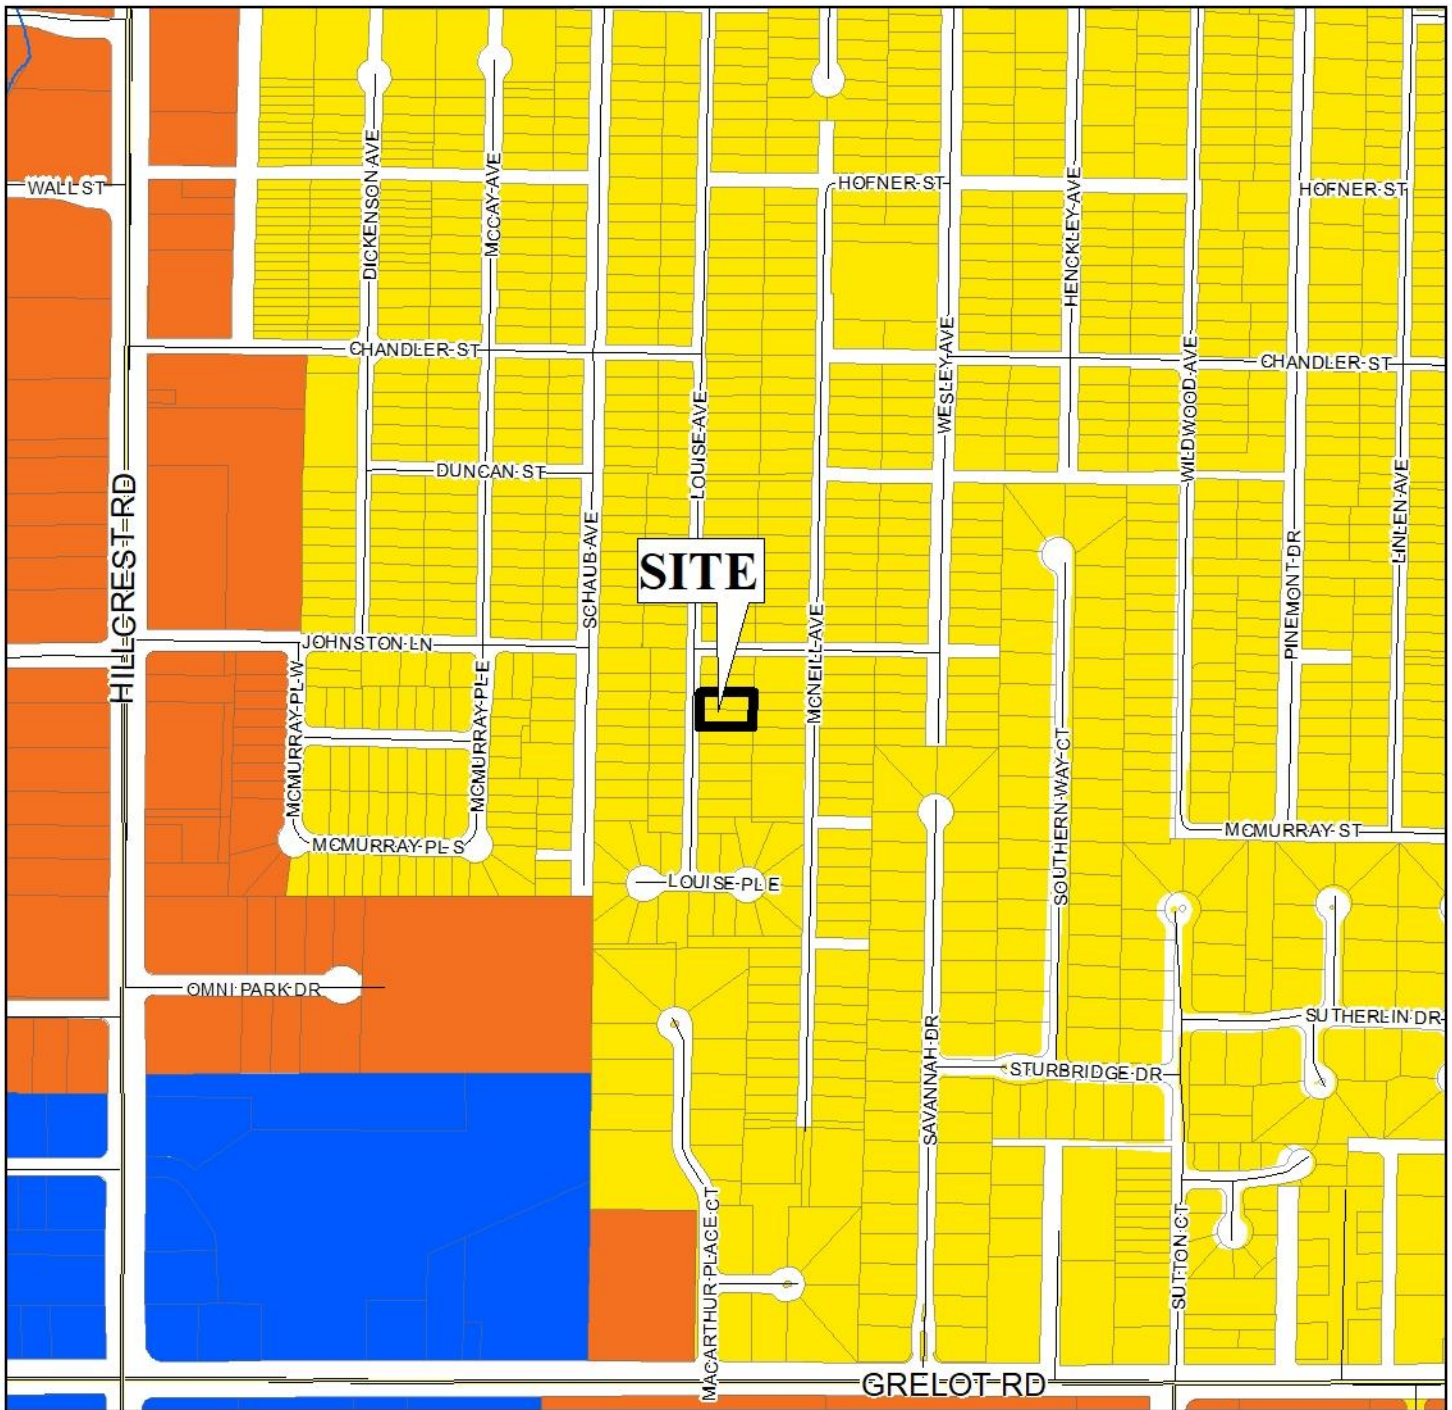 WALL ST
HOFNER ST
HOFNER ST
DICKENSON AVE
MCCAY AVE
HENCKLEY AVE
CHANDLER ST
WESLEY AVE
WILDWOOD AVE
CHANDLER ST
LOUISE AVE
DUNCAN ST
HILLCREST RD
SCHAUB AVE
SITE
LINLEN AVE
PINEMONT DR
JOHNSTON LN
MCNEILL AVE
MCMURRAY PL W
MCMURRAY PL E
SOUTHERN WAY CT
MCMURRAY PL S
MCMURRAY ST
LOUISE PL E
OMNI PARK DR
SUTHERLIN DR
SAVANNAH DR
STURBRIDGE DR
MACARTHUR PLACE CT
SUTTON CT
GRELOT RD